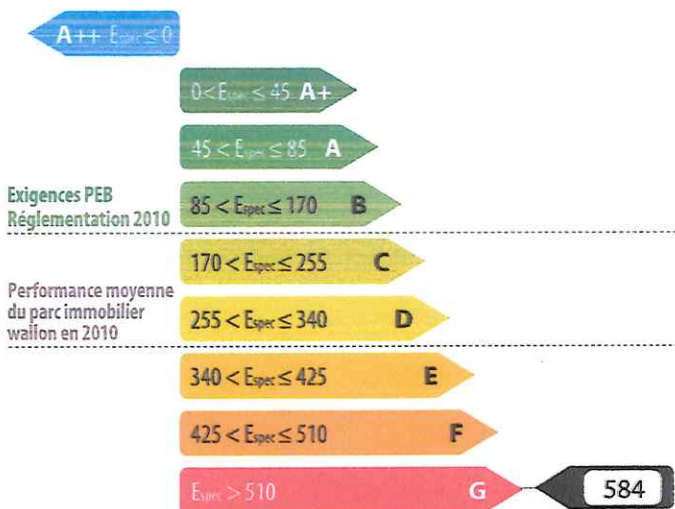 A++ Espec ≤ 0
0 < Espec ≤ 45 A+
45 < Espec ≤ 85 A
Exigences PEB
Réglementation 2010
85 < Espec ≤ 170 B
170 < Espec ≤ 255 C
Performance moyenne
du parc immobilier
wallon en 2010
255 < Espec ≤ 340 D
340 < Espec ≤ 425 E
425 < Espec ≤ 510 F
Espec > 510 G 584